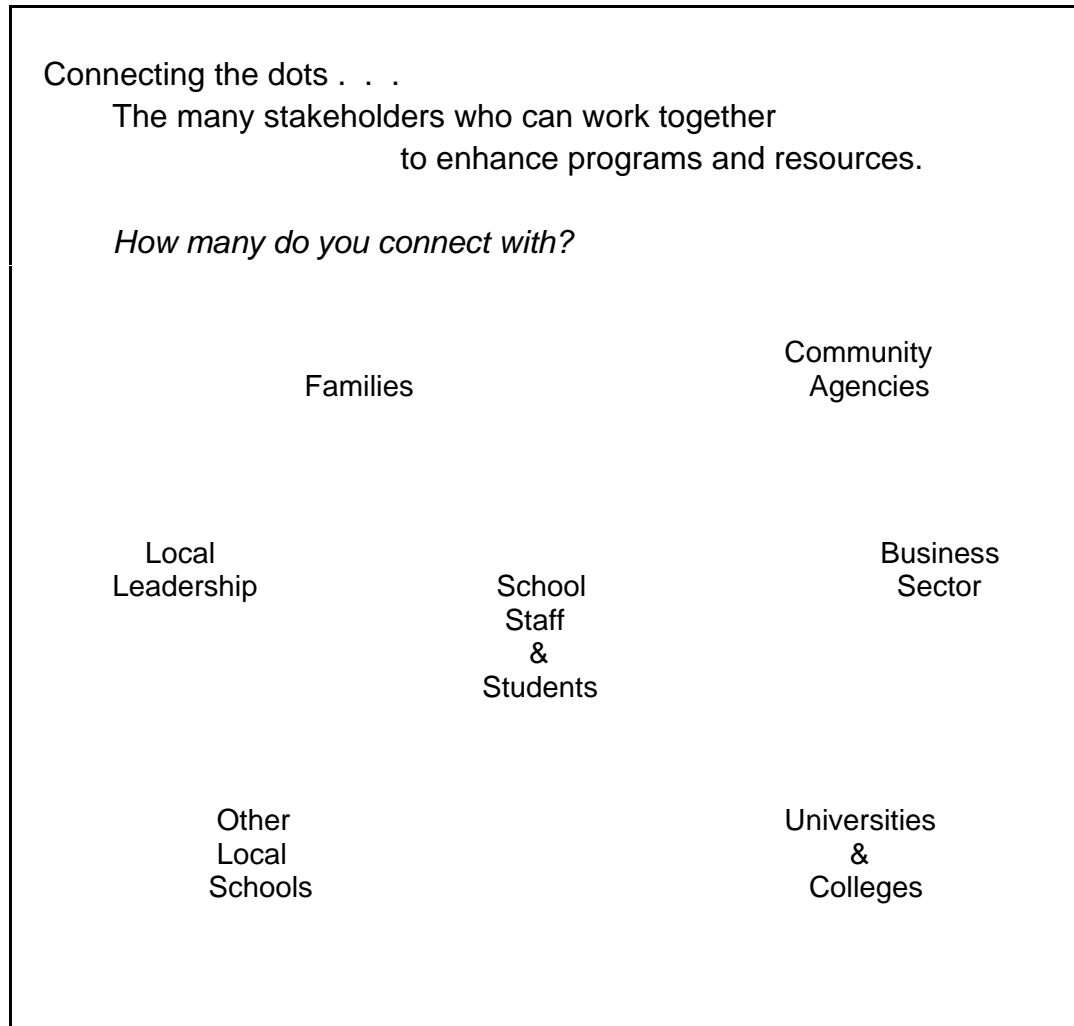 Connecting the dots . . .
The many stakeholders who can work together
to enhance programs and resources.
How many do you connect with?
Families
Community
Agencies
Local
Leadership
School
Staff
&
Students
Business
Sector
Other
Local
Schools
Universities
&
Colleges